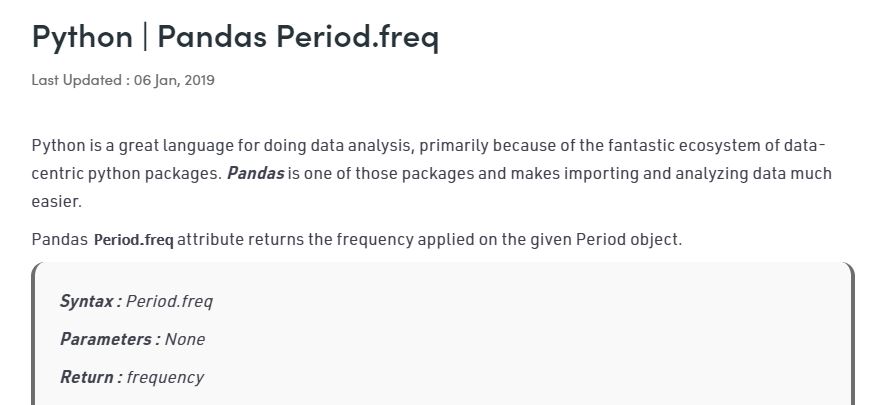 Python | Pandas Period.freq
Last Updated : 06 Jan, 2019
Python is a great language for doing data analysis, primarily because of the fantastic ecosystem of data-
centric python packages. Pandas is one of those packages and makes importing and analyzing data much
easier.
Pandas Period.freq attribute returns the frequency applied on the given Period object.
Syntax : Period.freq
Parameters : None
Return : frequency